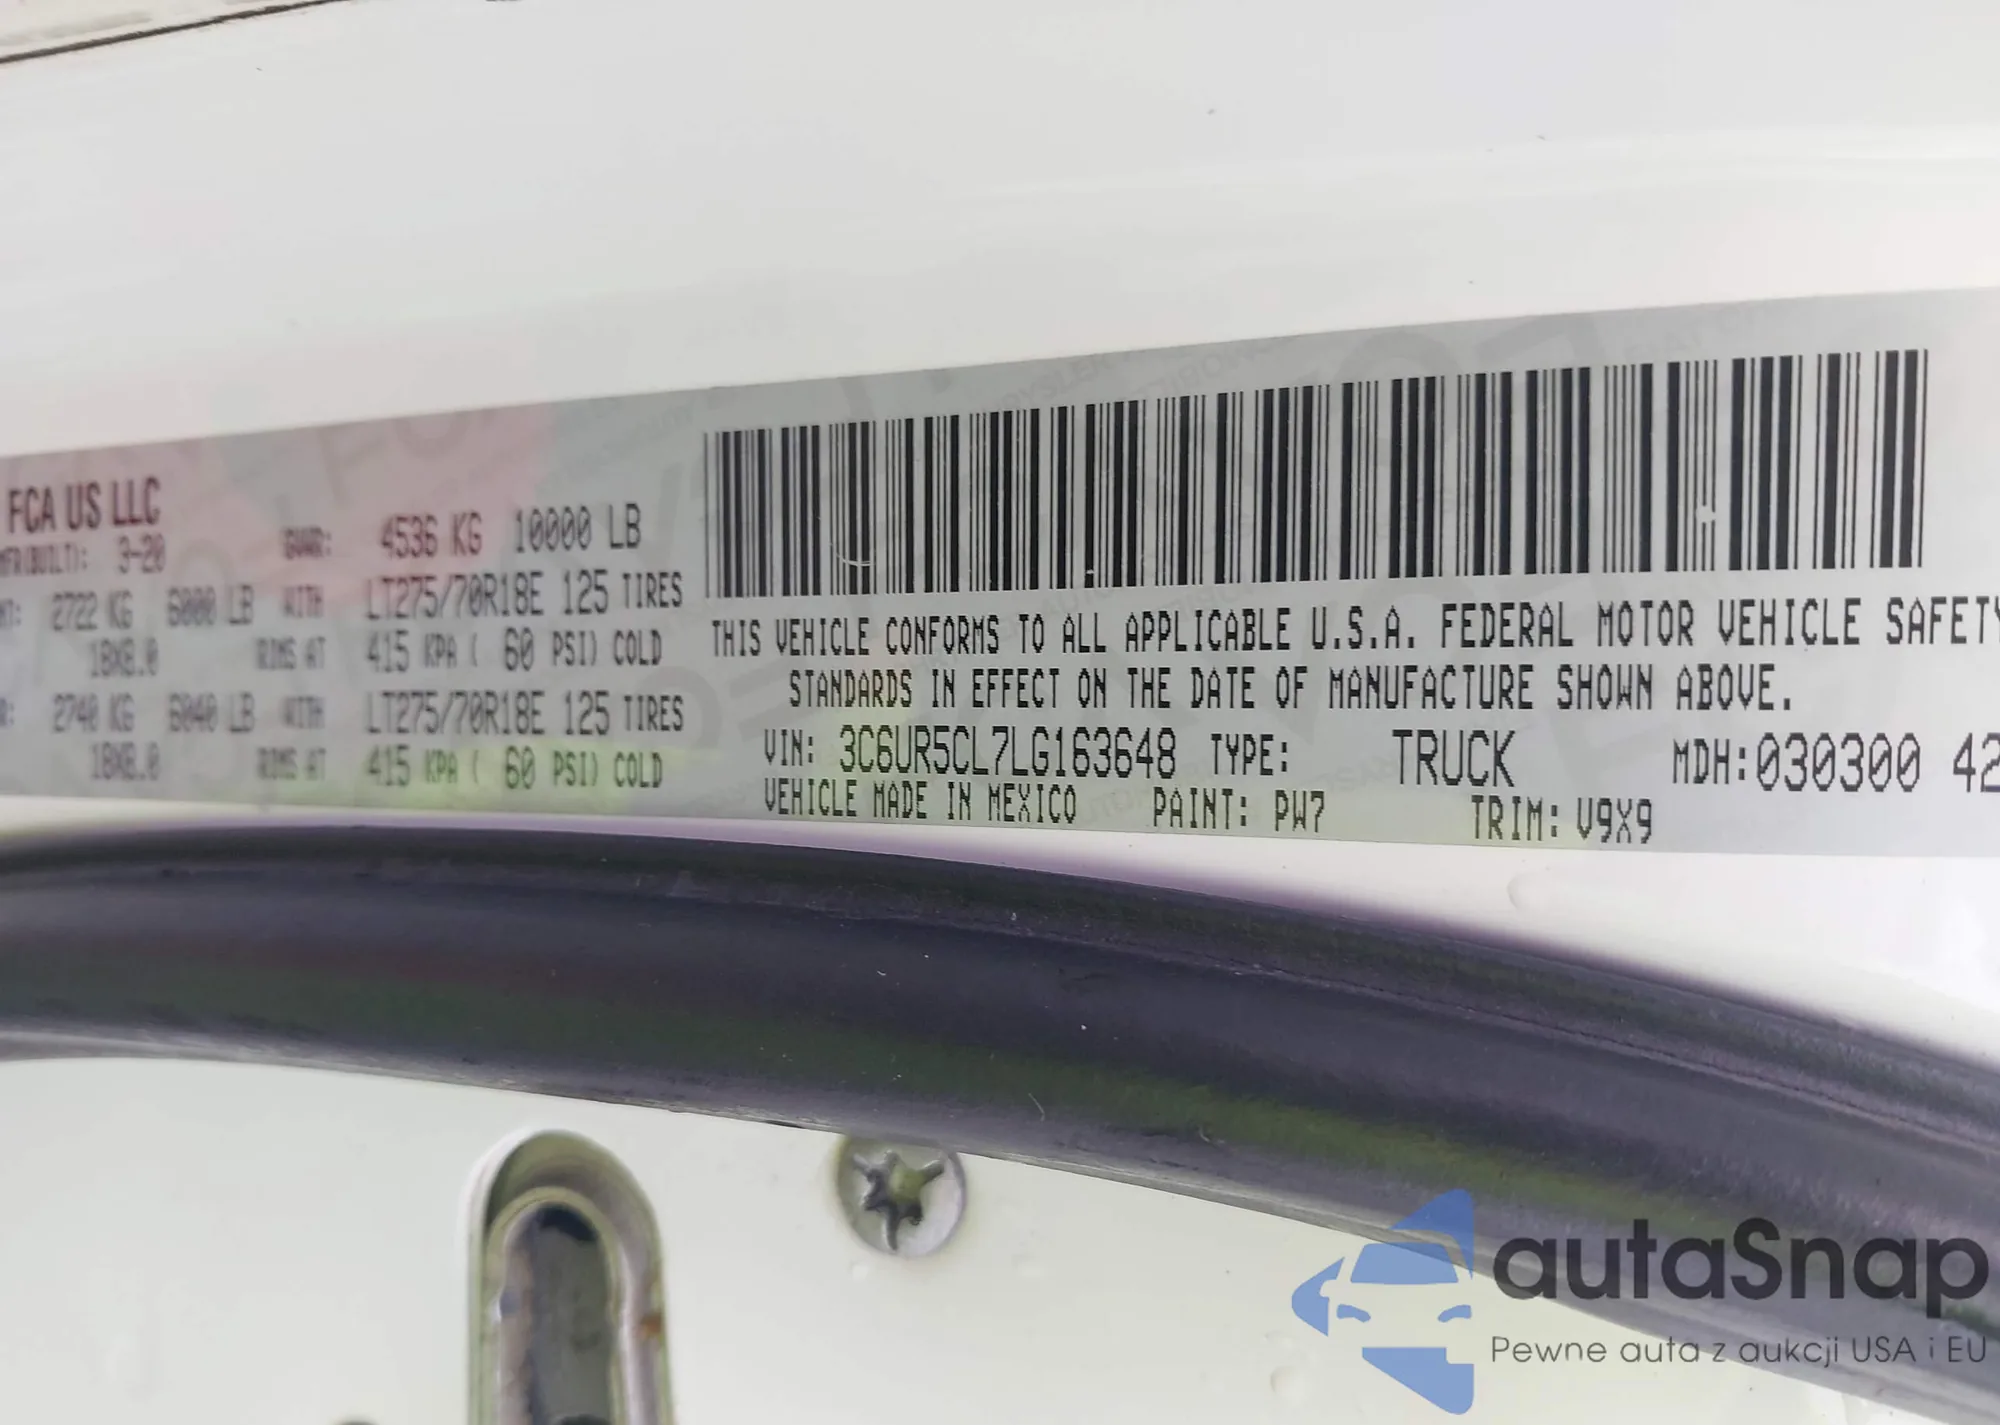 FCA US LLC
MFR(BUILT): 3-20 GVWR: 4536 KG 10000 LB
2722 KG 6000 LB WITH LT275/70R18E 125 TIRES
18X8.0 RIMS AT 415 KPA ( 60 PSI) COLD
2740 KG 6040 LB WITH LT275/70R18E 125 TIRES
18X8.0 RIMS AT 415 KPA ( 60 PSI) COLD
THIS VEHICLE CONFORMS TO ALL APPLICABLE U.S.A. FEDERAL MOTOR VEHICLE SAFETY
STANDARDS IN EFFECT ON THE DATE OF MANUFACTURE SHOWN ABOVE.
VIN: 3C6UR5CL7LG163648 TYPE: TRUCK MDH:030300 42
VEHICLE MADE IN MEXICO PAINT: PW7 TRIM: V9X9
autaSnap
Pewne auta z aukcji USA i EU